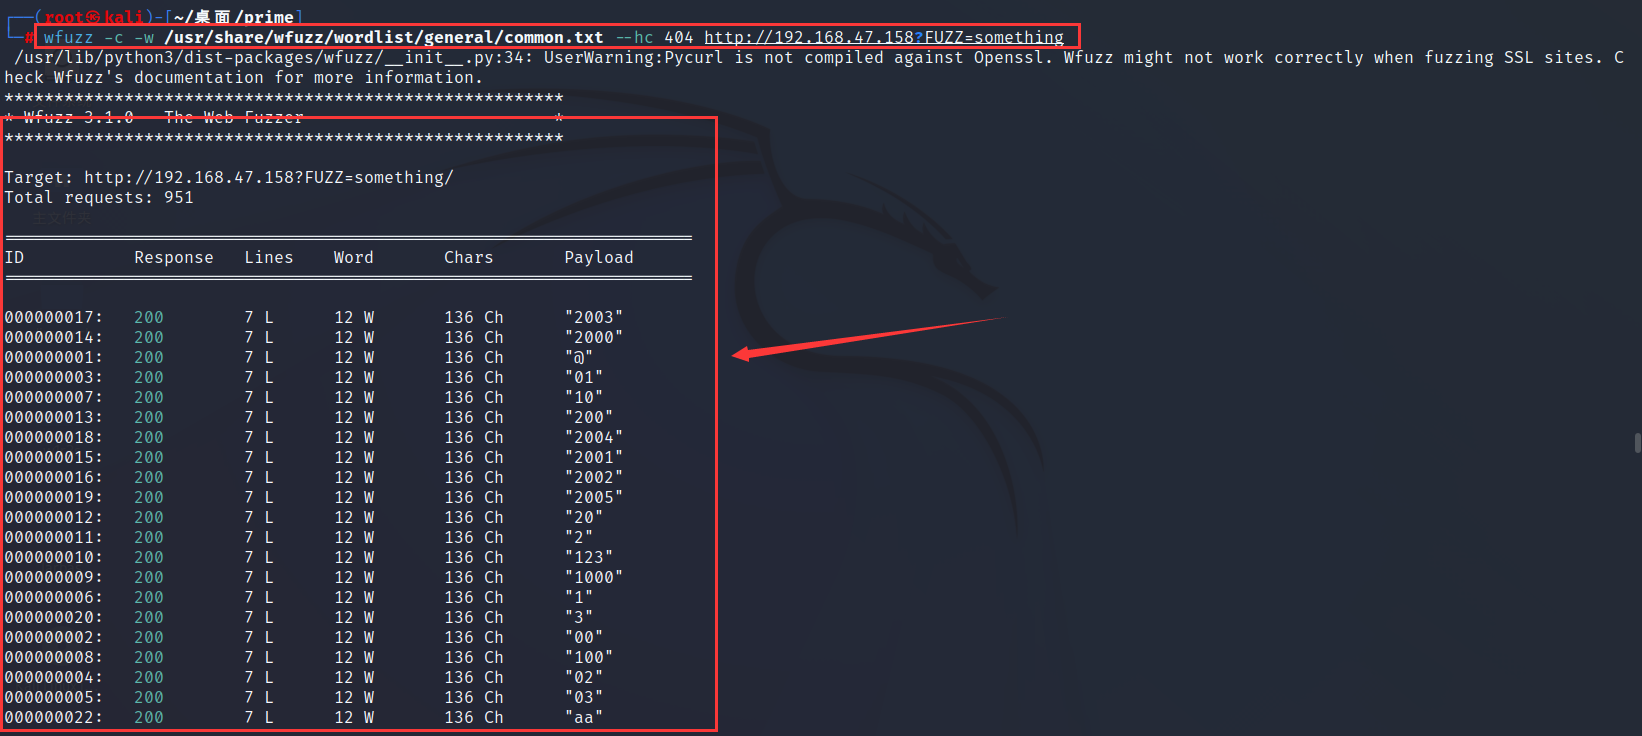 ┌──(root㉿kali)-[~/桌面/prime]
└─# wfuzz -c -w /usr/share/wfuzz/wordlist/general/common.txt --hc 404 http://192.168.47.158?FUZZ=something
/usr/lib/python3/dist-packages/wfuzz/__init__.py:34: UserWarning:Pycurl is not compiled against Openssl. Wfuzz might not work correctly when fuzzing SSL sites. C
heck Wfuzz's documentation for more information.
********************************************************
* Wfuzz 3.1.0 - The Web Fuzzer                         *
********************************************************
Target: http://192.168.47.158?FUZZ=something/
Total requests: 951
主文件夹
=====================================================================
ID           Response   Lines    Word       Chars       Payload
=====================================================================
000000017:   200        7 L      12 W       136 Ch      "2003"
000000014:   200        7 L      12 W       136 Ch      "2000"
000000001:   200        7 L      12 W       136 Ch      "@"
000000003:   200        7 L      12 W       136 Ch      "01"
000000007:   200        7 L      12 W       136 Ch      "10"
000000013:   200        7 L      12 W       136 Ch      "200"
000000018:   200        7 L      12 W       136 Ch      "2004"
000000015:   200        7 L      12 W       136 Ch      "2001"
000000016:   200        7 L      12 W       136 Ch      "2002"
000000019:   200        7 L      12 W       136 Ch      "2005"
000000012:   200        7 L      12 W       136 Ch      "20"
000000011:   200        7 L      12 W       136 Ch      "2"
000000010:   200        7 L      12 W       136 Ch      "123"
000000009:   200        7 L      12 W       136 Ch      "1000"
000000006:   200        7 L      12 W       136 Ch      "1"
000000020:   200        7 L      12 W       136 Ch      "3"
000000002:   200        7 L      12 W       136 Ch      "00"
000000008:   200        7 L      12 W       136 Ch      "100"
000000004:   200        7 L      12 W       136 Ch      "02"
000000005:   200        7 L      12 W       136 Ch      "03"
000000022:   200        7 L      12 W       136 Ch      "aa"